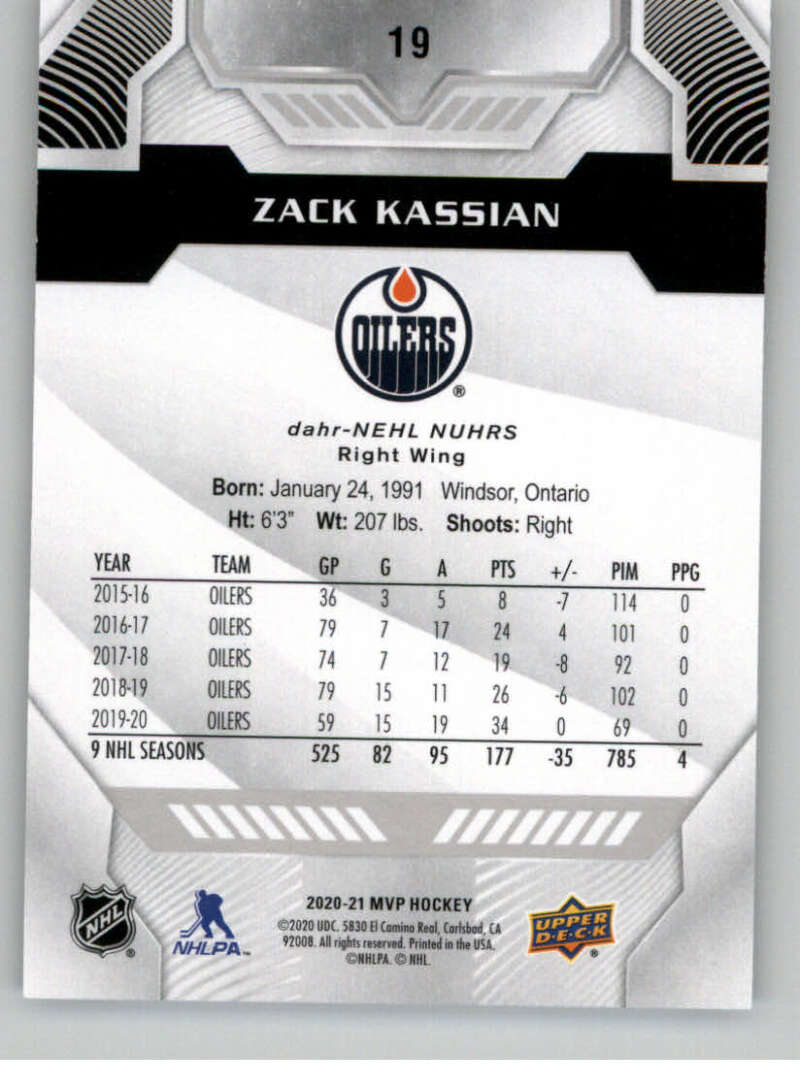 19
ZACK KASSIAN
OILERS
®
dahr-NEHL NUHRS
Right Wing
Born: January 24, 1991 Windsor, Ontario
Ht: 6'3" Wt: 207 lbs. Shoots: Right
YEAR TEAM GP G A PTS +/- PIM PPG
2015-16 OILERS 36 3 5 8 -7 114 0
2016-17 OILERS 79 7 17 24 4 101 0
2017-18 OILERS 74 7 12 19 -8 92 0
2018-19 OILERS 79 15 11 26 -6 102 0
2019-20 OILERS 59 15 19 34 0 69 0
9 NHL SEASONS 525 82 95 177 -35 785 4
NHL ®
NHLPA™
2020-21 MVP HOCKEY
©2020 UDC. 5830 El Camino Real, Carlsbad, CA
92008. All rights reserved. Printed in the USA.
©NHLPA. © NHL.
UPPER
D·E·C·K
®